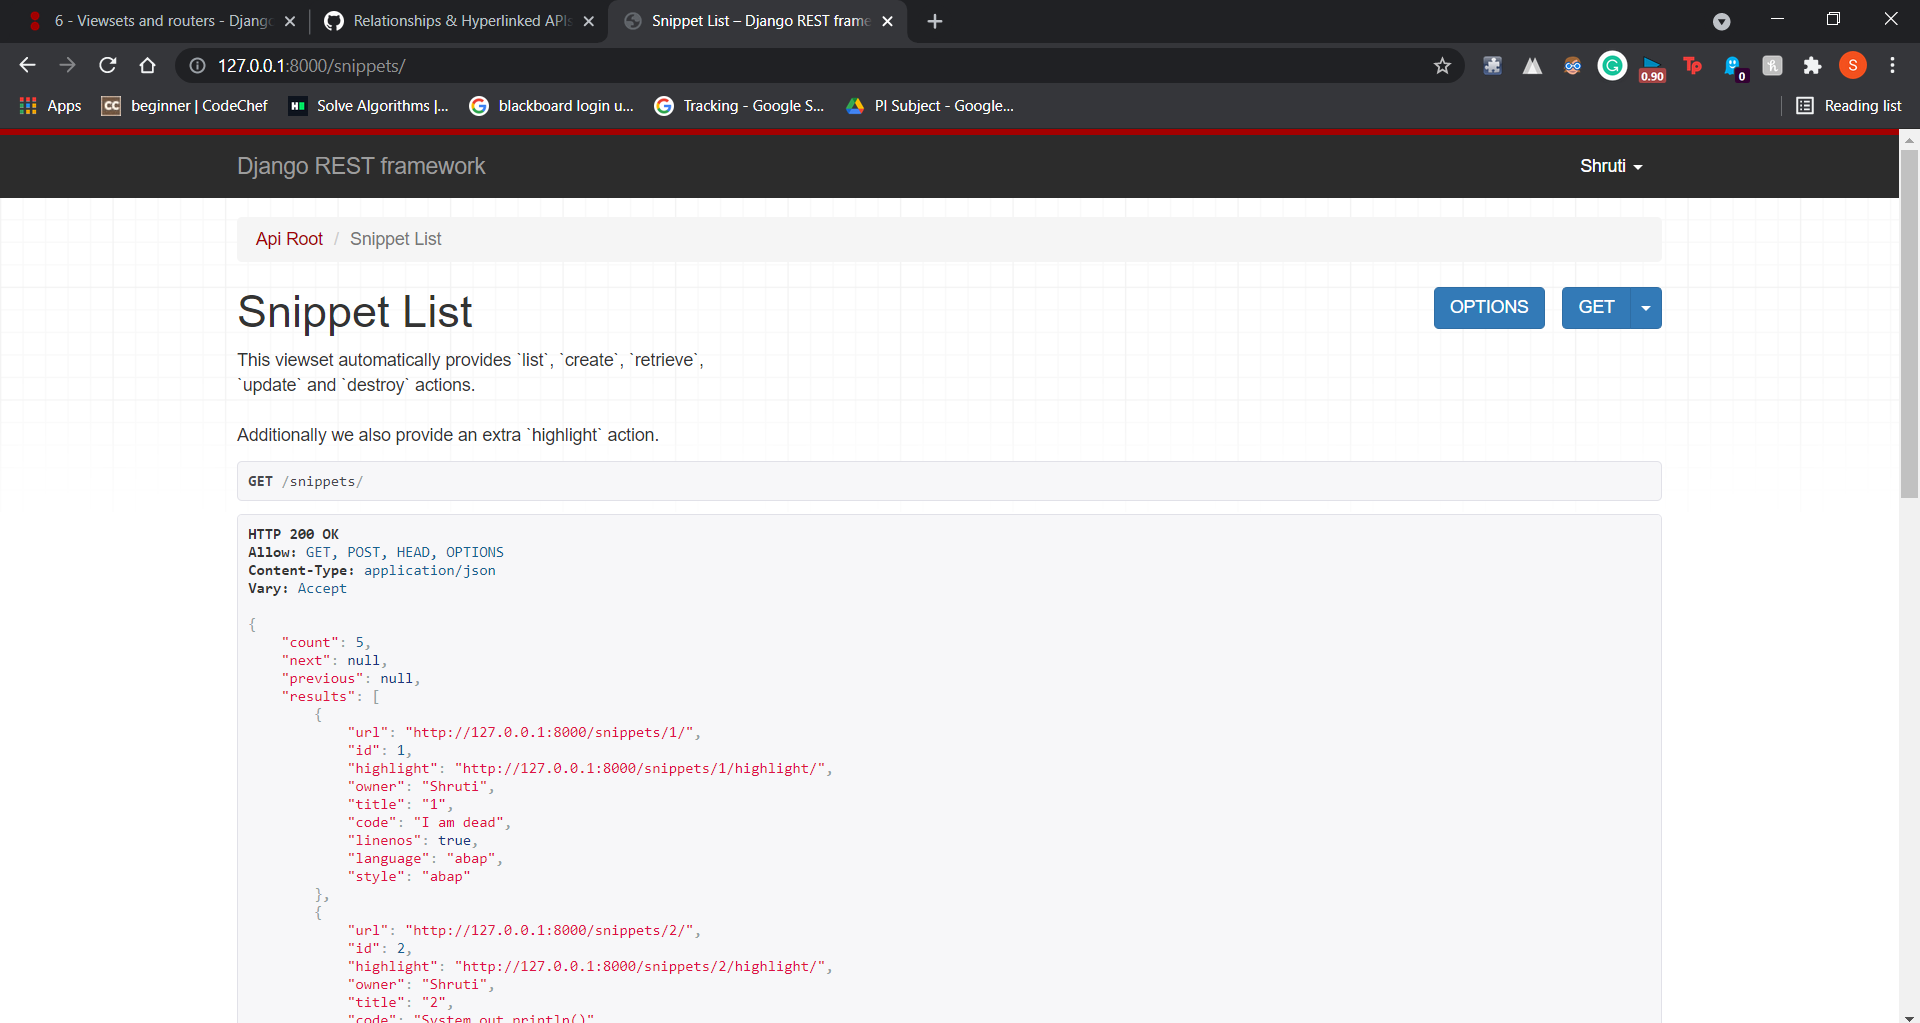 6 - Viewsets and routers - Djang
Relationships & Hyperlinked APIs
Snippet List – Django REST frame
127.0.0.1:8000/snippets/
0.90
Tp
0
S
Apps
CC
beginner | CodeChef
Solve Algorithms |...
blackboard login u...
Tracking - Google S...
PI Subject - Google...
Reading list
Django REST framework
Shruti
Api Root / Snippet List
Snippet List
OPTIONS
GET
This viewset automatically provides `list`, `create`, `retrieve`,
`update` and `destroy` actions.
Additionally we also provide an extra `highlight` action.
GET /snippets/
HTTP 200 OK
Allow: GET, POST, HEAD, OPTIONS
Content-Type: application/json
Vary: Accept
{
"count": 5,
"next": null,
"previous": null,
"results": [
{
"url": "http://127.0.0.1:8000/snippets/1/",
"id": 1,
"highlight": "http://127.0.0.1:8000/snippets/1/highlight/",
"owner": "Shruti",
"title": "1",
"code": "I am dead",
"linenos": true,
"language": "abap",
"style": "abap"
},
{
"url": "http://127.0.0.1:8000/snippets/2/",
"id": 2,
"highlight": "http://127.0.0.1:8000/snippets/2/highlight/",
"owner": "Shruti",
"title": "2",
"code": "System.out.println()"